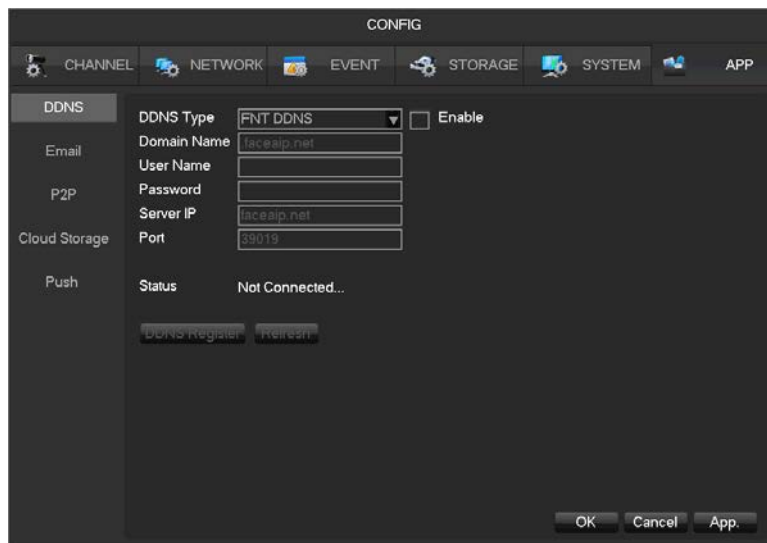 CONFIG
CHANNEL NETWORK EVENT STORAGE SYSTEM APP
DDNS
Email
P2P
Cloud Storage
Push
DDNS Type FNT DDNS Enable
Domain Name .faceaip.net
User Name
Password
Server IP faceaip.net
Port 39019
Status Not Connected...
DDNS Register Refresh
OK Cancel App.